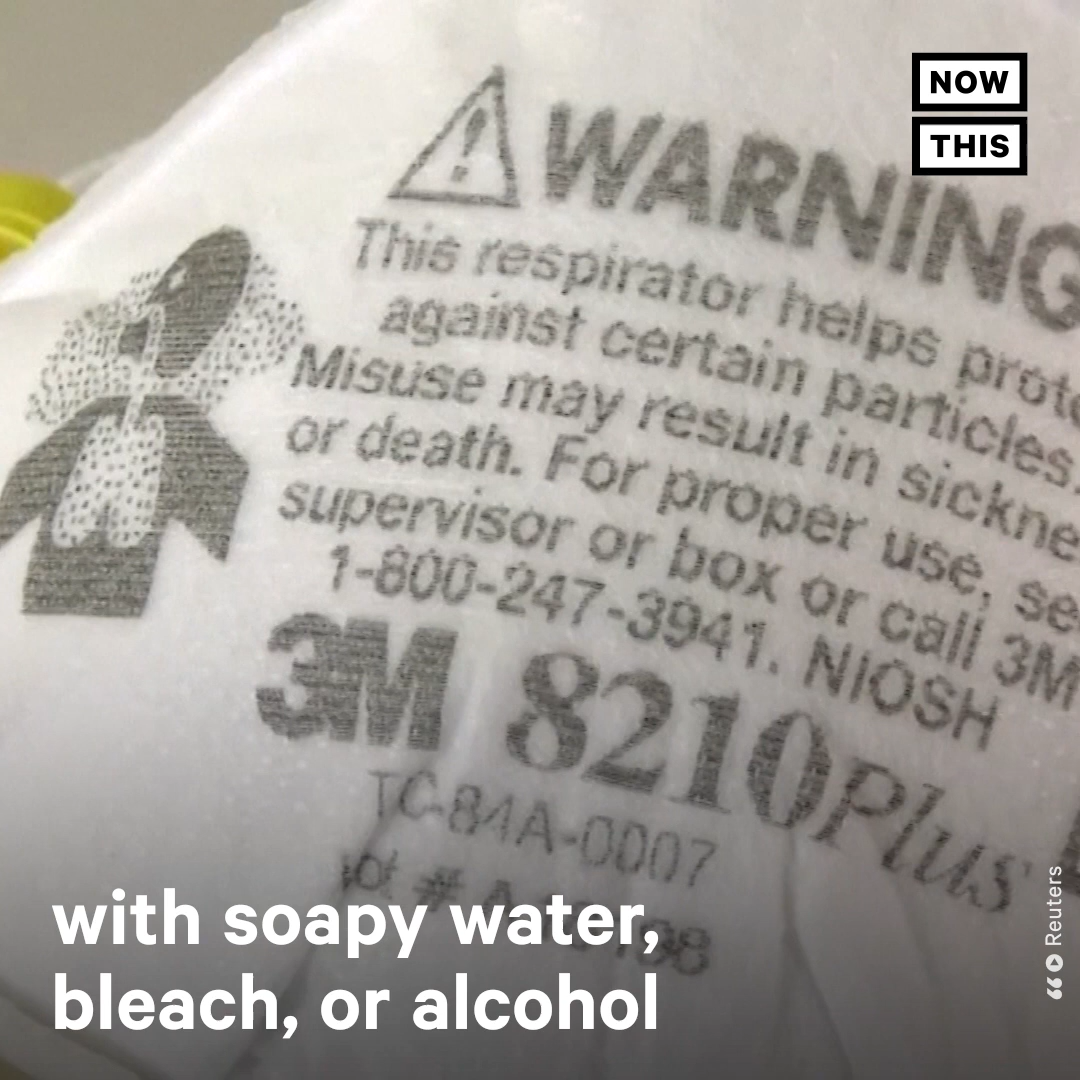 NOW
THIS
WARNING
This respirator helps prote
against certain particles.
Misuse may result in sickne
or death. For proper use, se
supervisor or box or call 3M
1-800-247-3941. NIOSH
3M 8210Plus
TC-84A-0007
Lot #
with soapy water,
bleach, or alcohol
Reuters